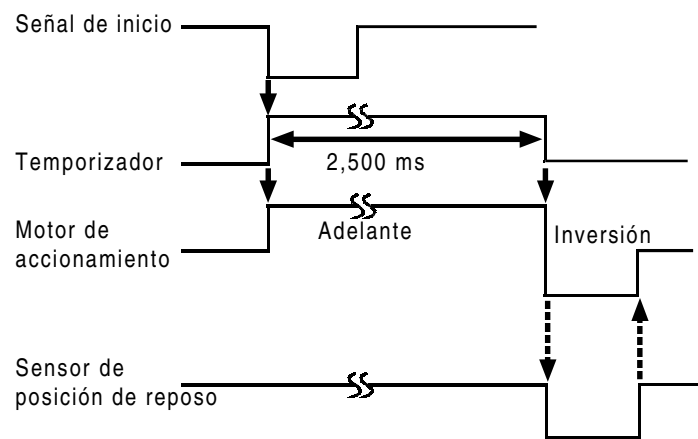 Señal de inicio
Temporizador
2,500 ms
Motor de
accionamiento
Adelante
Inversión
Sensor de
posición de reposo